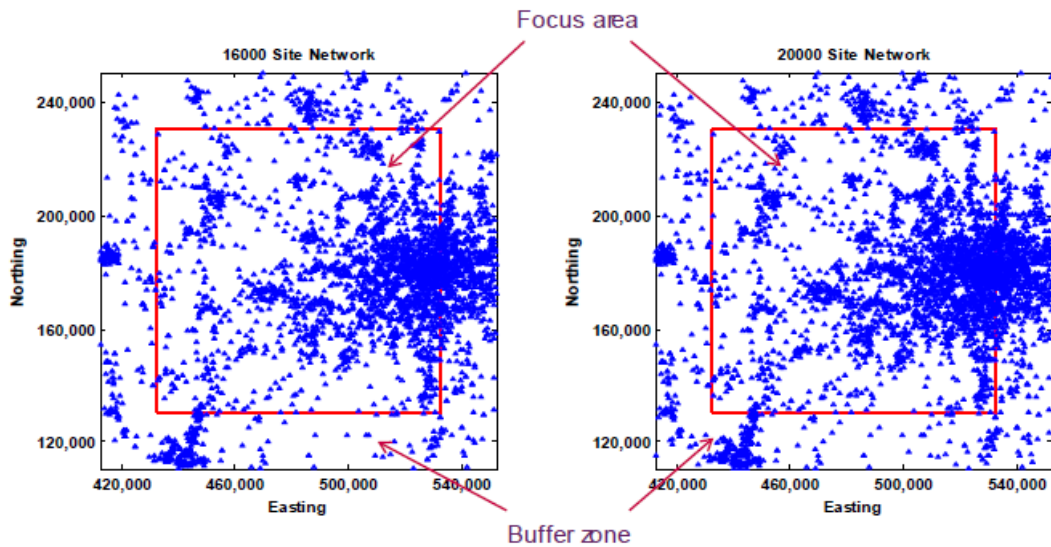 Focus area
16000 Site Network
20000 Site Network
240,000
200,000
160,000
120,000
Northing
420,000 460,000 500,000 540,000
Easting
240,000
200,000
160,000
120,000
Northing
420,000 460,000 500,000 540,000
Easting
Buffer zone